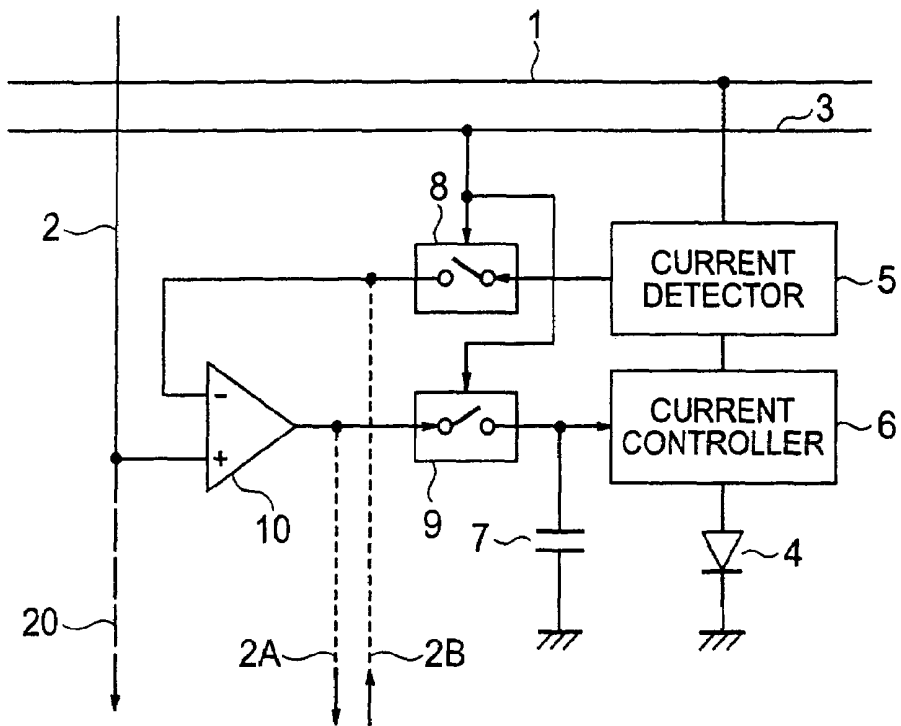 1
3
2
8
CURRENT
DETECTOR
5
-
+
10
9
CURRENT
CONTROLLER
6
7
4
20
2A
2B